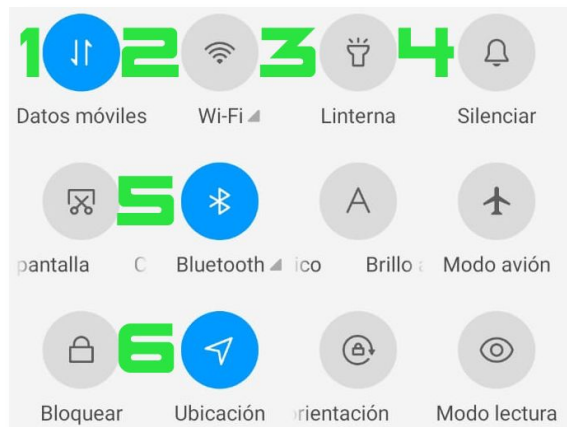 1 2 3 4
Datos móviles Wi-Fi Linterna Silenciar
5 A
pantalla C Bluetooth ico Brillo a Modo avión
6
Bloquear Ubicación rientación Modo lectura